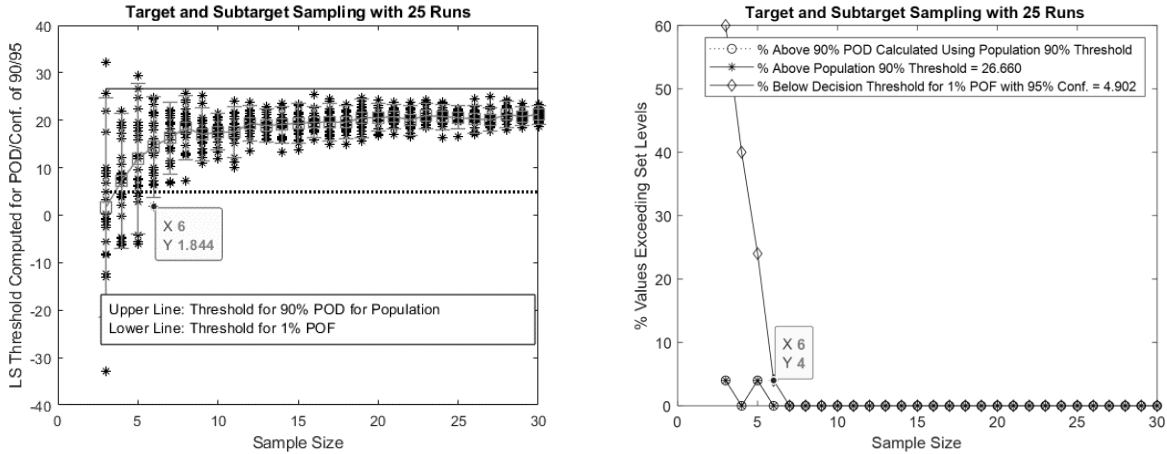 Target and Subtarget Sampling with 25 Runs
LS Threshold Computed for POD/Conf. of 90/95
40
30
20
10
0
-10
-20
-30
-40
X 6
Y 1.844
Upper Line: Threshold for 90% POD for Population
Lower Line: Threshold for 1% POF
0
5
10
15
20
25
30
Sample Size
Target and Subtarget Sampling with 25 Runs
% Values Exceeding Set Levels
60
50
40
30
20
10
0
% Above 90% POD Calculated Using Population 90% Threshold
% Above Population 90% Threshold = 26.660
% Below Decision Threshold for 1% POF with 95% Conf. = 4.902
X 6
Y 4
0
5
10
15
20
25
30
Sample Size